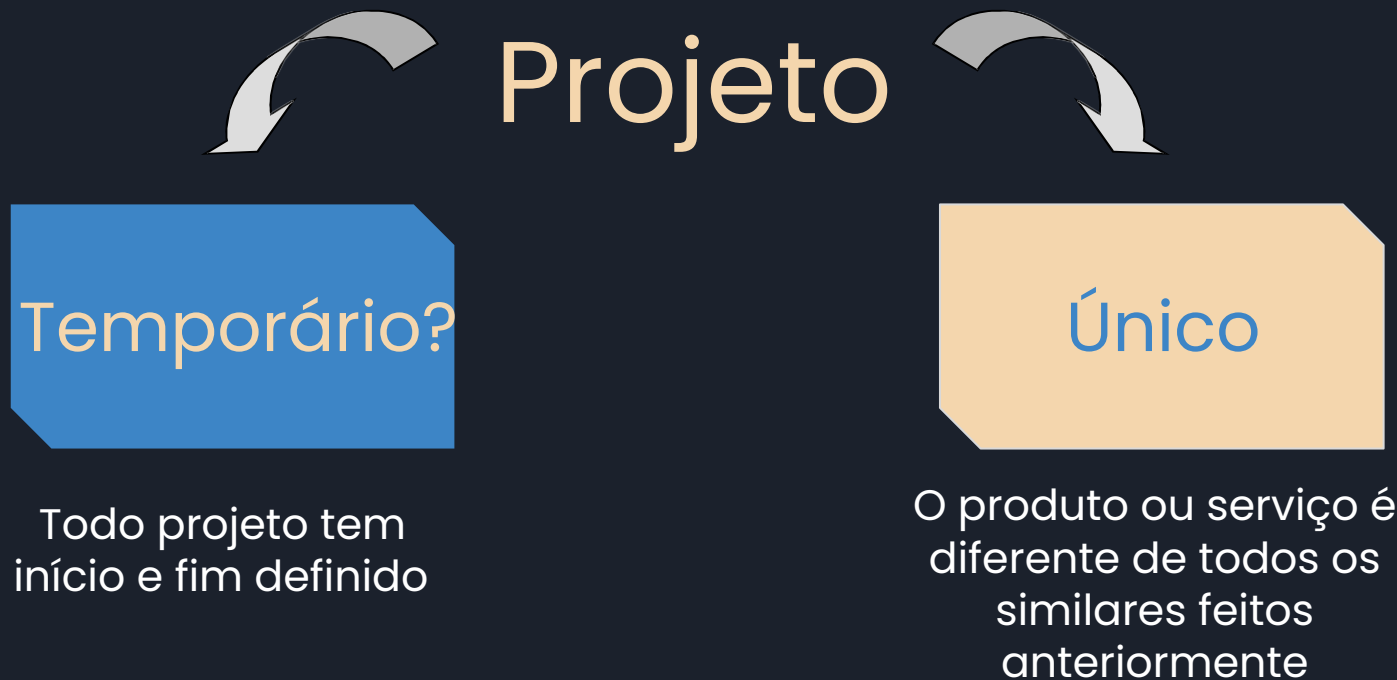 Projeto
Temporário?
Único
Todo projeto tem
início e fim definido
O produto ou serviço é
diferente de todos os
similares feitos
anteriormente